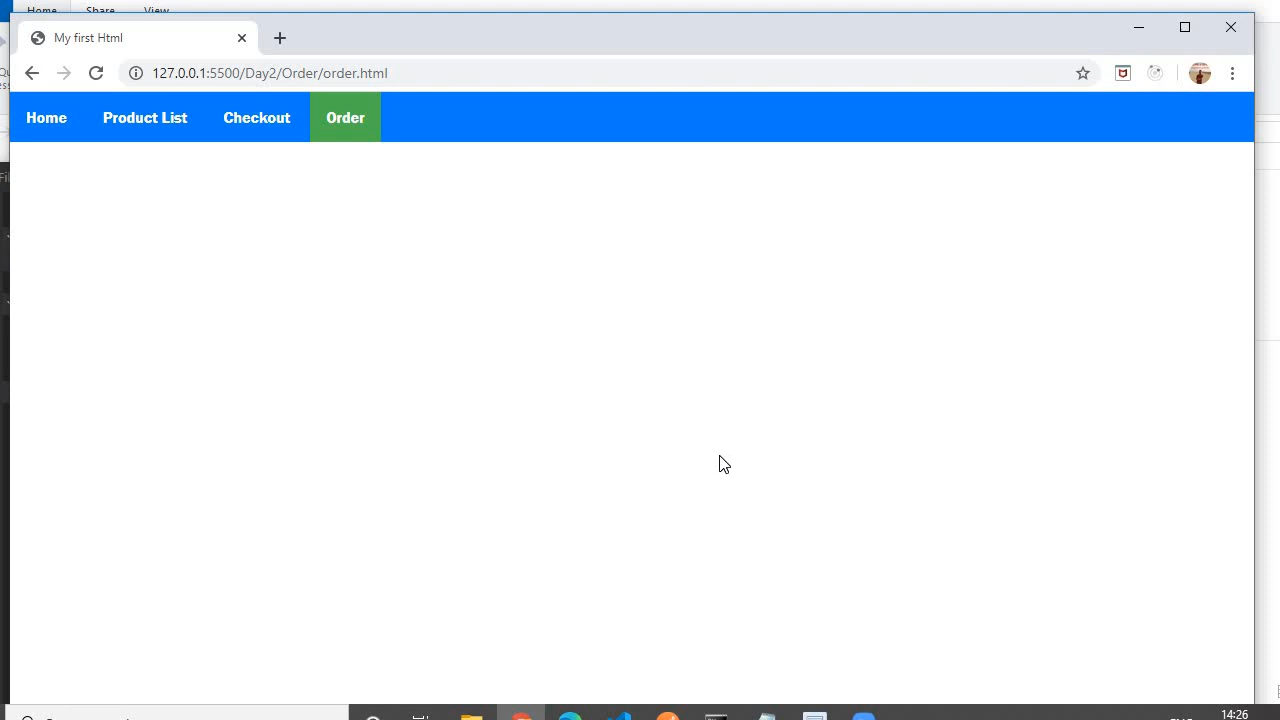 Home Share View
My first Html
127.0.0.1:5500/Day2/Order/order.html
Home Product List Checkout Order
14:26